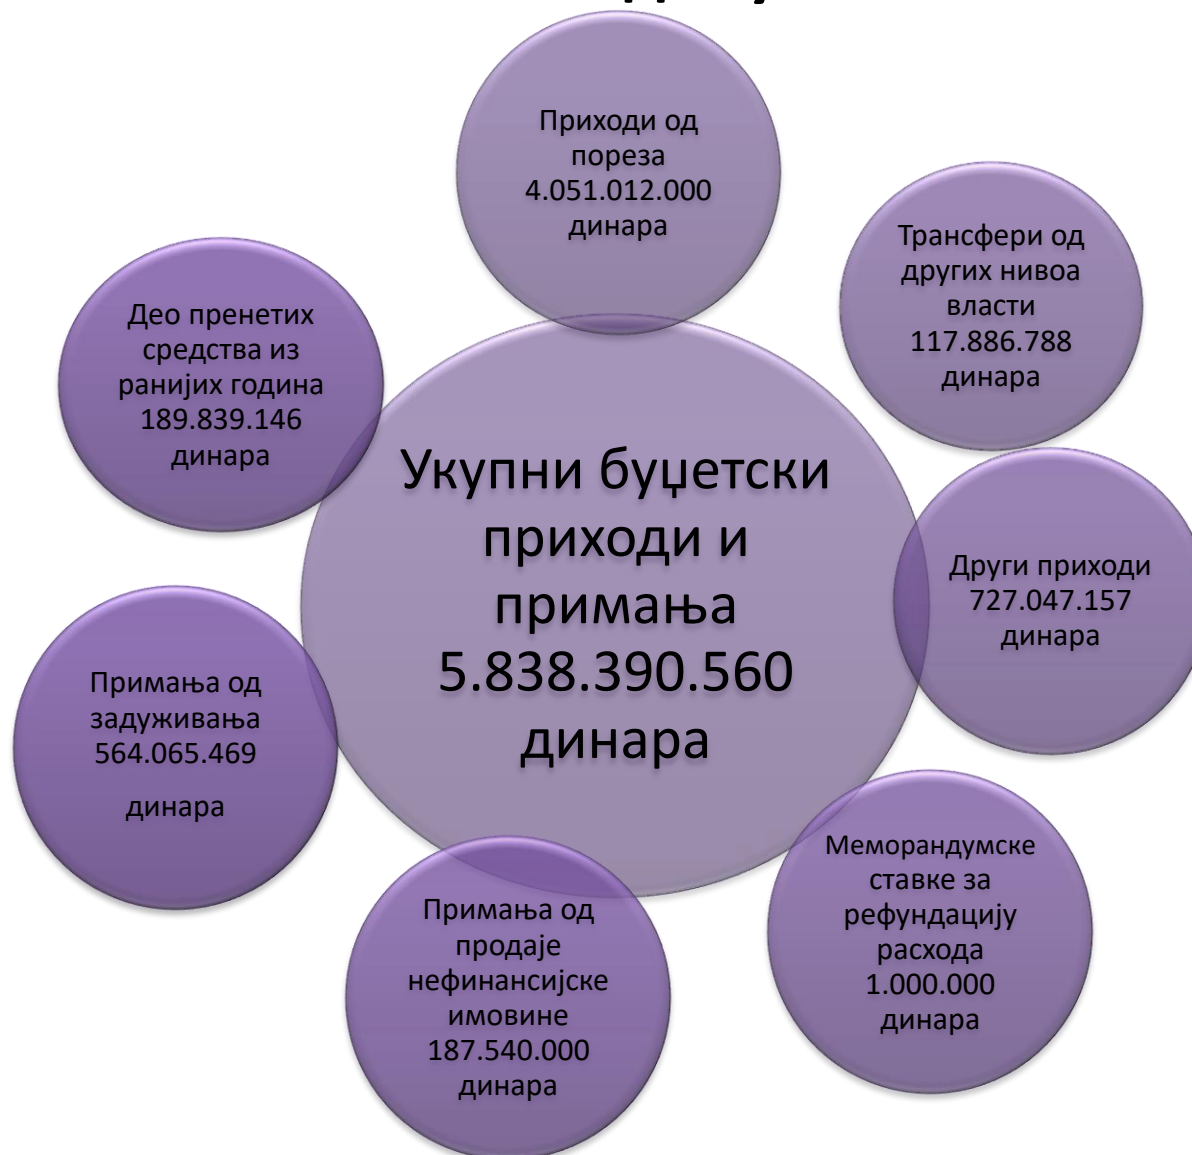 Приходи од
пореза
4.051.012.000
динара
Трансфери од
других нивоа
власти
117.886.788
динара
Други приходи
727.047.157
динара
Меморандумске
ставке за
рефундацију
расхода
1.000.000
динара
Примања од
продаје
нефинансијске
имовине
187.540.000
динара
Примања од
задуживања
564.065.469
динара
Део пренетих
средства из
ранијих година
189.839.146
динара
Укупни буџетски
приходи и
примања
5.838.390.560
динара